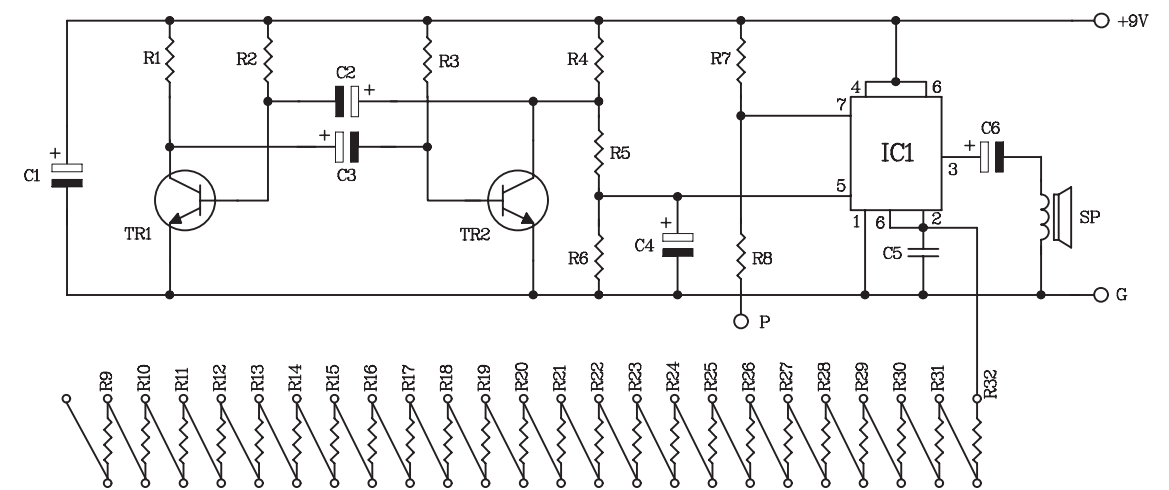 +9V
R1
R2
R3
R4
R7
C2
+
4
6
7
+
C3
IC1
C6
+
3
C1
+
R5
5
SP
TR1
TR2
R6
C4
+
R8
1
6
2
C5
G
P
R9
R10
R11
R12
R13
R14
R15
R16
R17
R18
R19
R20
R21
R22
R23
R24
R25
R26
R27
R28
R29
R30
R31
R32